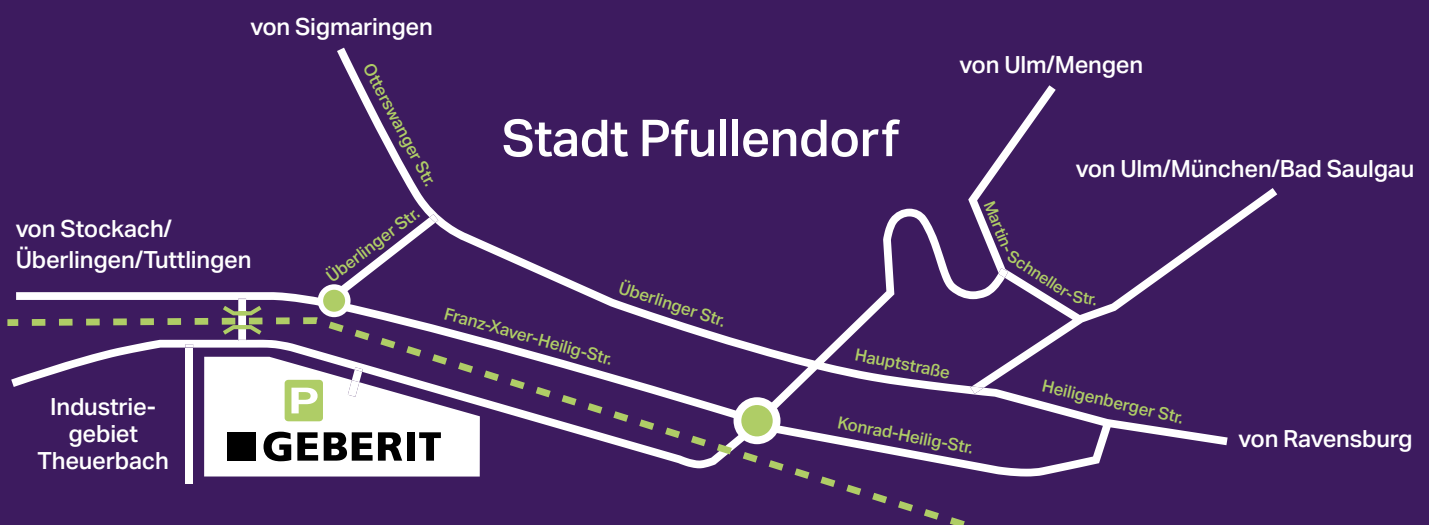 von Sigmaringen
Otterswanger Str.
von Ulm/Mengen
Stadt Pfullendorf
von Ulm/München/Bad Saulgau
von Stockach/
Überlingen/Tuttlingen
Überlinger Str.
Martin-Schneller-Str.
Überlinger Str.
Franz-Xaver-Heilig-Str.
Hauptstraße
Heiligenberger Str.
Konrad-Heilig-Str.
von Ravensburg
Industrie-
gebiet
Theuerbach
P
GEBERIT